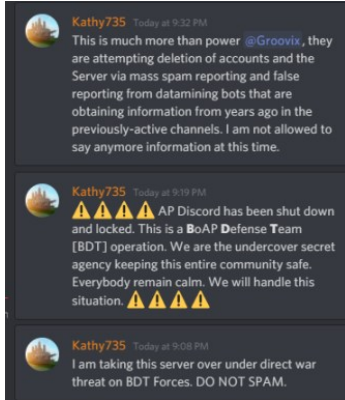 Kathy735 Today at 9:32 PM
This is much more than power @Groovix, they
are attempting deletion of accounts and the
Server via mass spam reporting and false
reporting from datamining bots that are
obtaining information from years ago in the
previously-active channels. I am not allowed to
say anymore information at this time.
Kathy735 Today at 9:19 PM
⚠️⚠️⚠️⚠️ AP Discord has been shut down
and locked. This is a BoAP Defense Team
[BDT] operation. We are the undercover secret
agency keeping this entire community safe.
Everybody remain calm. We will handle this
situation. ⚠️⚠️⚠️⚠️
Kathy735 Today at 9:08 PM
I am taking this server over under direct war
threat on BDT Forces. DO NOT SPAM.